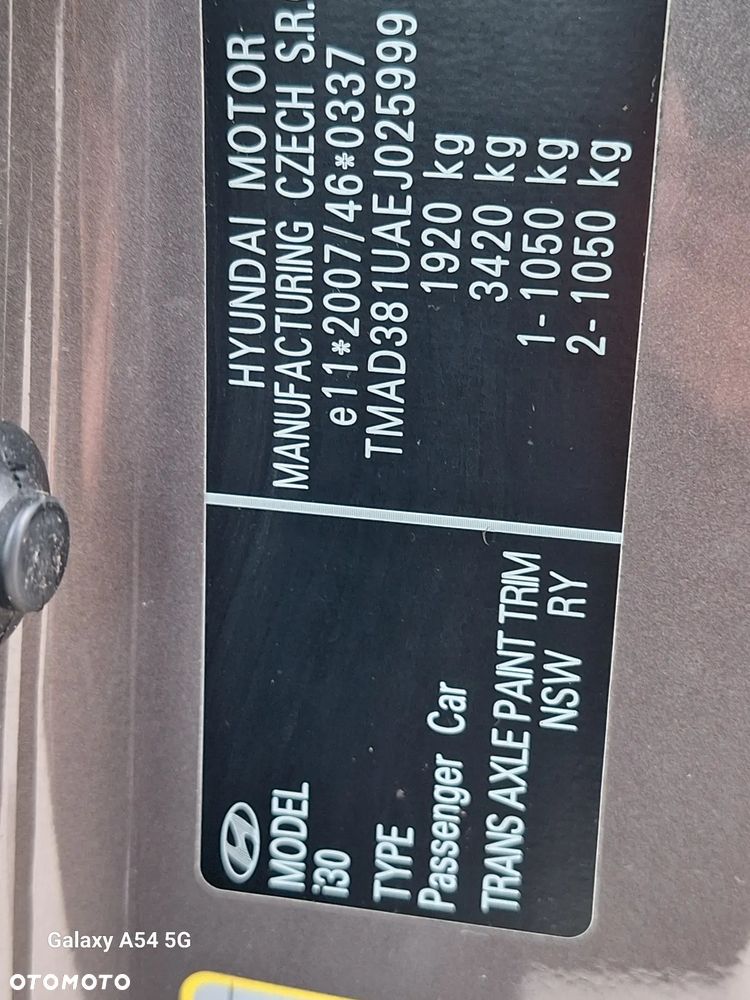 HYUNDAI MOTOR
MANUFACTURING CZECH S.R.
e11*2007/46*0337
TMAD381UAEJ025999
1920 kg
3420 kg
1- 1050 kg
2- 1050 kg
MODEL
i30
TYPE
Passenger Car
TRANS AXLE PAINT TRIM
NSW RY
Galaxy A54 5G
OTOMOTO